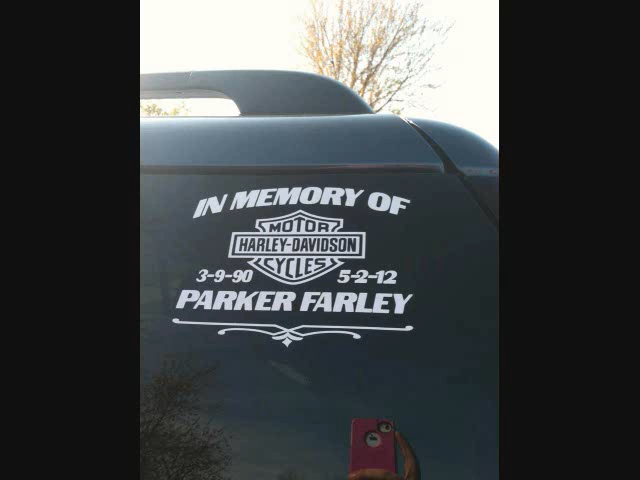 IN MEMORY OF
MOTOR
HARLEY-DAVIDSON
CYCLES
3-9-90 5-2-12
PARKER FARLEY